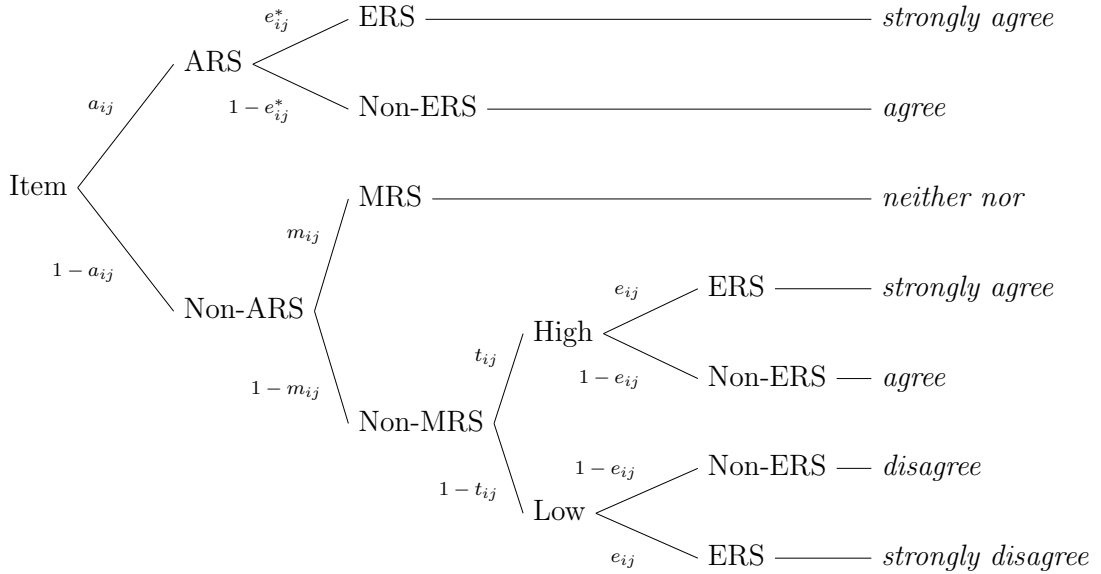 e*ij ERS strongly agree
ARS
aij 1 − e*ij Non-ERS agree
Item MRS neither nor
mij
1 − aij Non-ARS
eij ERS strongly agree
High
tij 1 − eij Non-ERS agree
1 − mij
Non-MRS
1 − eij Non-ERS disagree
1 − tij
Low
eij ERS strongly disagree